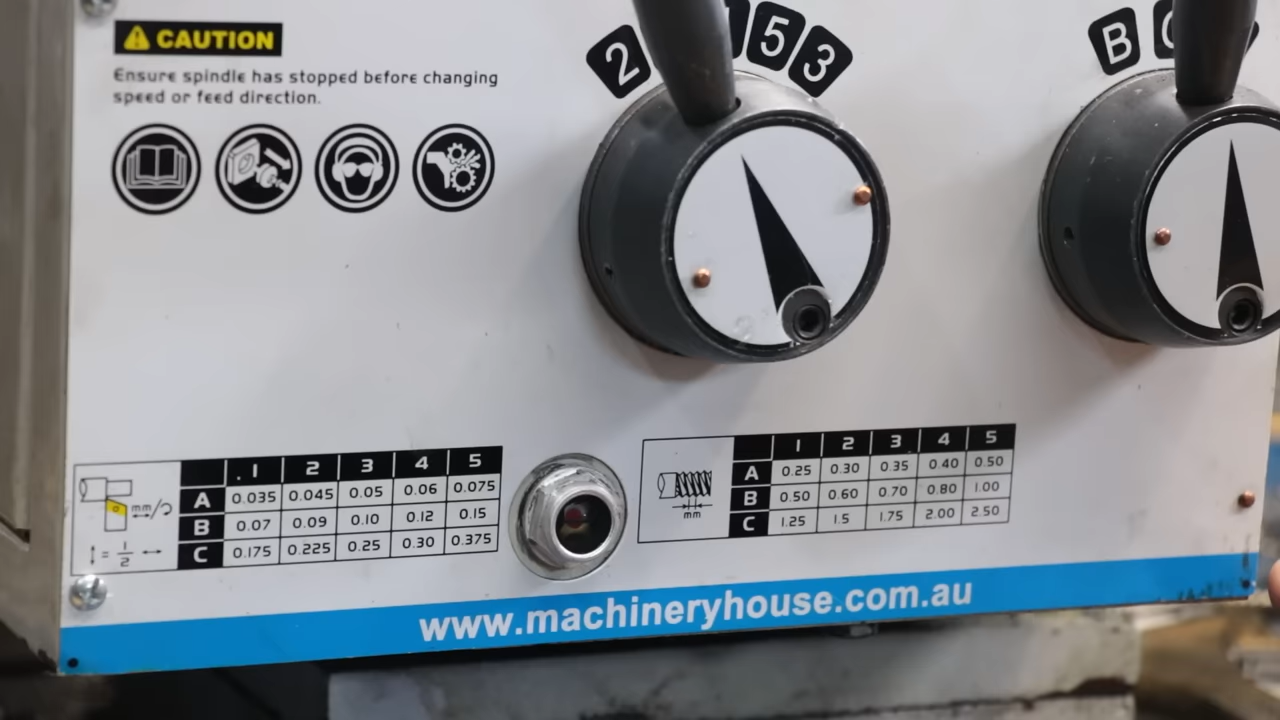 CAUTION
Ensure spindle has stopped before changing
speed or feed direction.
2 5 3
B
1 2 3 4 5
A 0.035 0.045 0.05 0.06 0.075
B 0.07 0.09 0.10 0.12 0.15
C 0.175 0.225 0.25 0.30 0.375
mm/
= 1/2
1 2 3 4 5
A 0.25 0.30 0.35 0.40 0.50
B 0.50 0.60 0.70 0.80 1.00
C 1.25 1.5 1.75 2.00 2.50
mm
www.machineryhouse.com.au